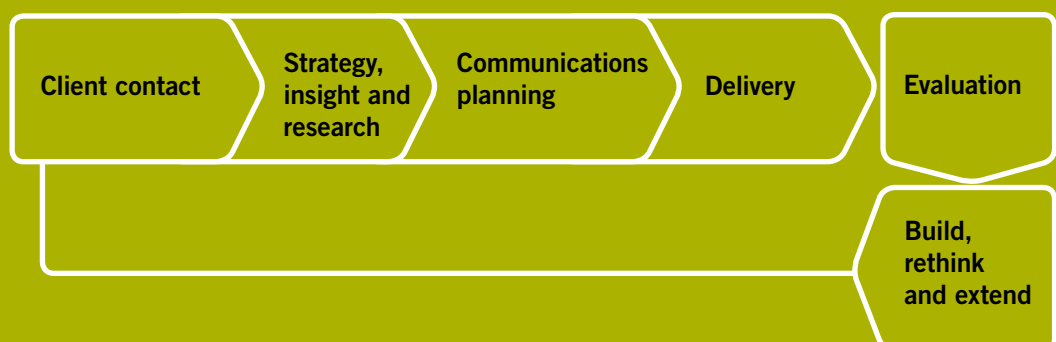 Client contact
Strategy,
insight and
research
Communications
planning
Delivery
Evaluation
Build,
rethink
and extend